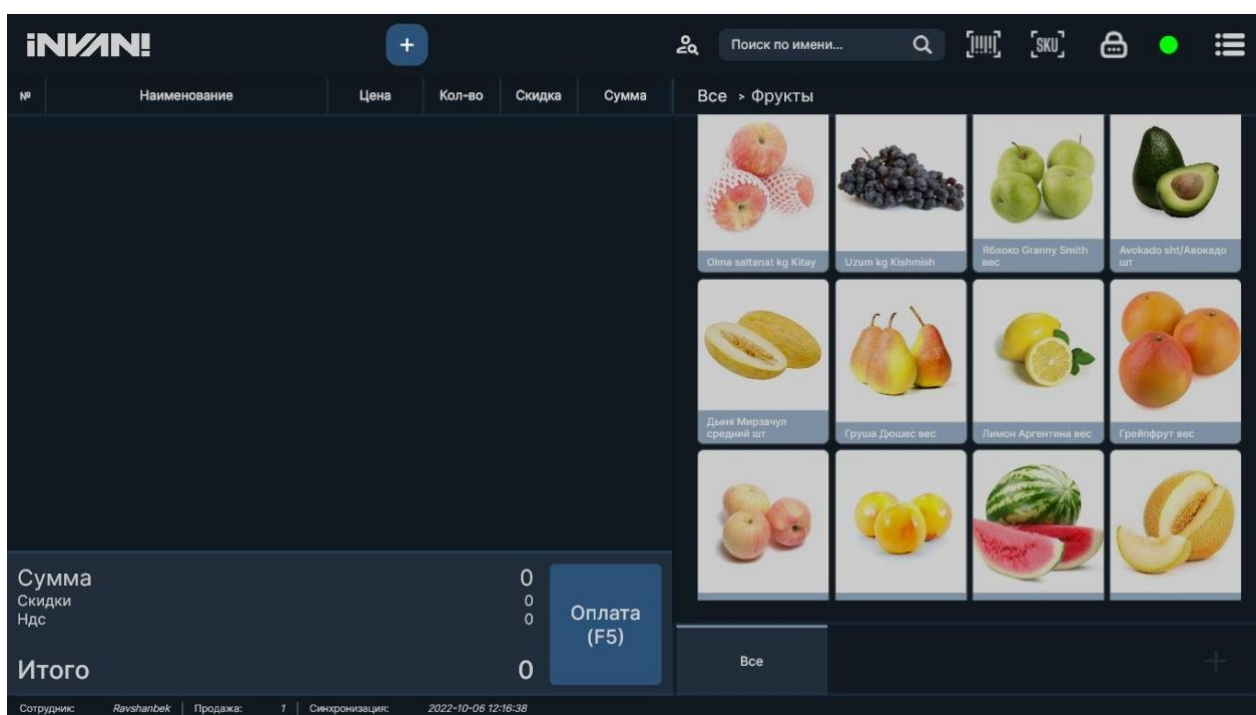 iNVAN!
+
Поиск по имени...
[SKU]
№ Наименование Цена Кол-во Скидка Сумма
Все > Фрукты
Olma saltanat kg Kitay
Uzum kg Kishmish
Яблоко Granny Smith
вес
Avokado sht/Авокадо
шт
Дыня Мирзачул
средний шт
Груша Дюшес вес
Лимон Аргентина вес
Грейпфрут вес
Сумма 0
Скидки 0
Ндс 0
Оплата
(F5)
Итого 0
Все
+
Сотрудник: Ravshanbek | Продажа: 1 | Синхронизация: 2022-10-06 12:16:38